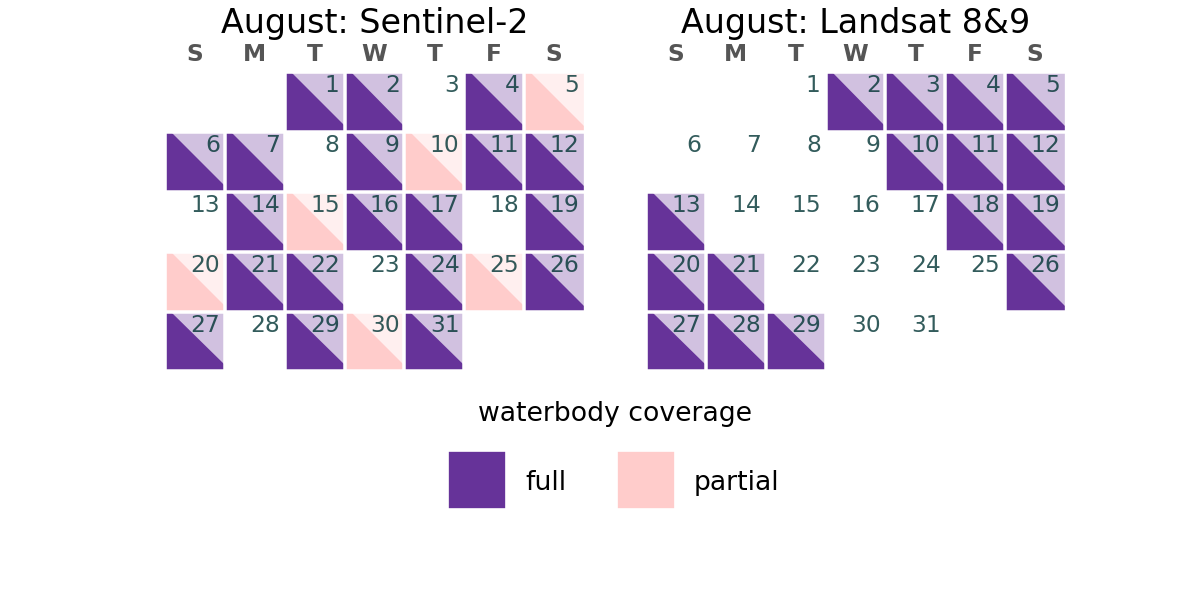 August: Sentinel-2
S M T W T F S
1 2 3 4 5
6 7 8 9 10 11 12
13 14 15 16 17 18 19
20 21 22 23 24 25 26
27 28 29 30 31
August: Landsat 8&9
S M T W T F S
1 2 3 4 5
6 7 8 9 10 11 12
13 14 15 16 17 18 19
20 21 22 23 24 25 26
27 28 29 30 31
waterbody coverage
full partial